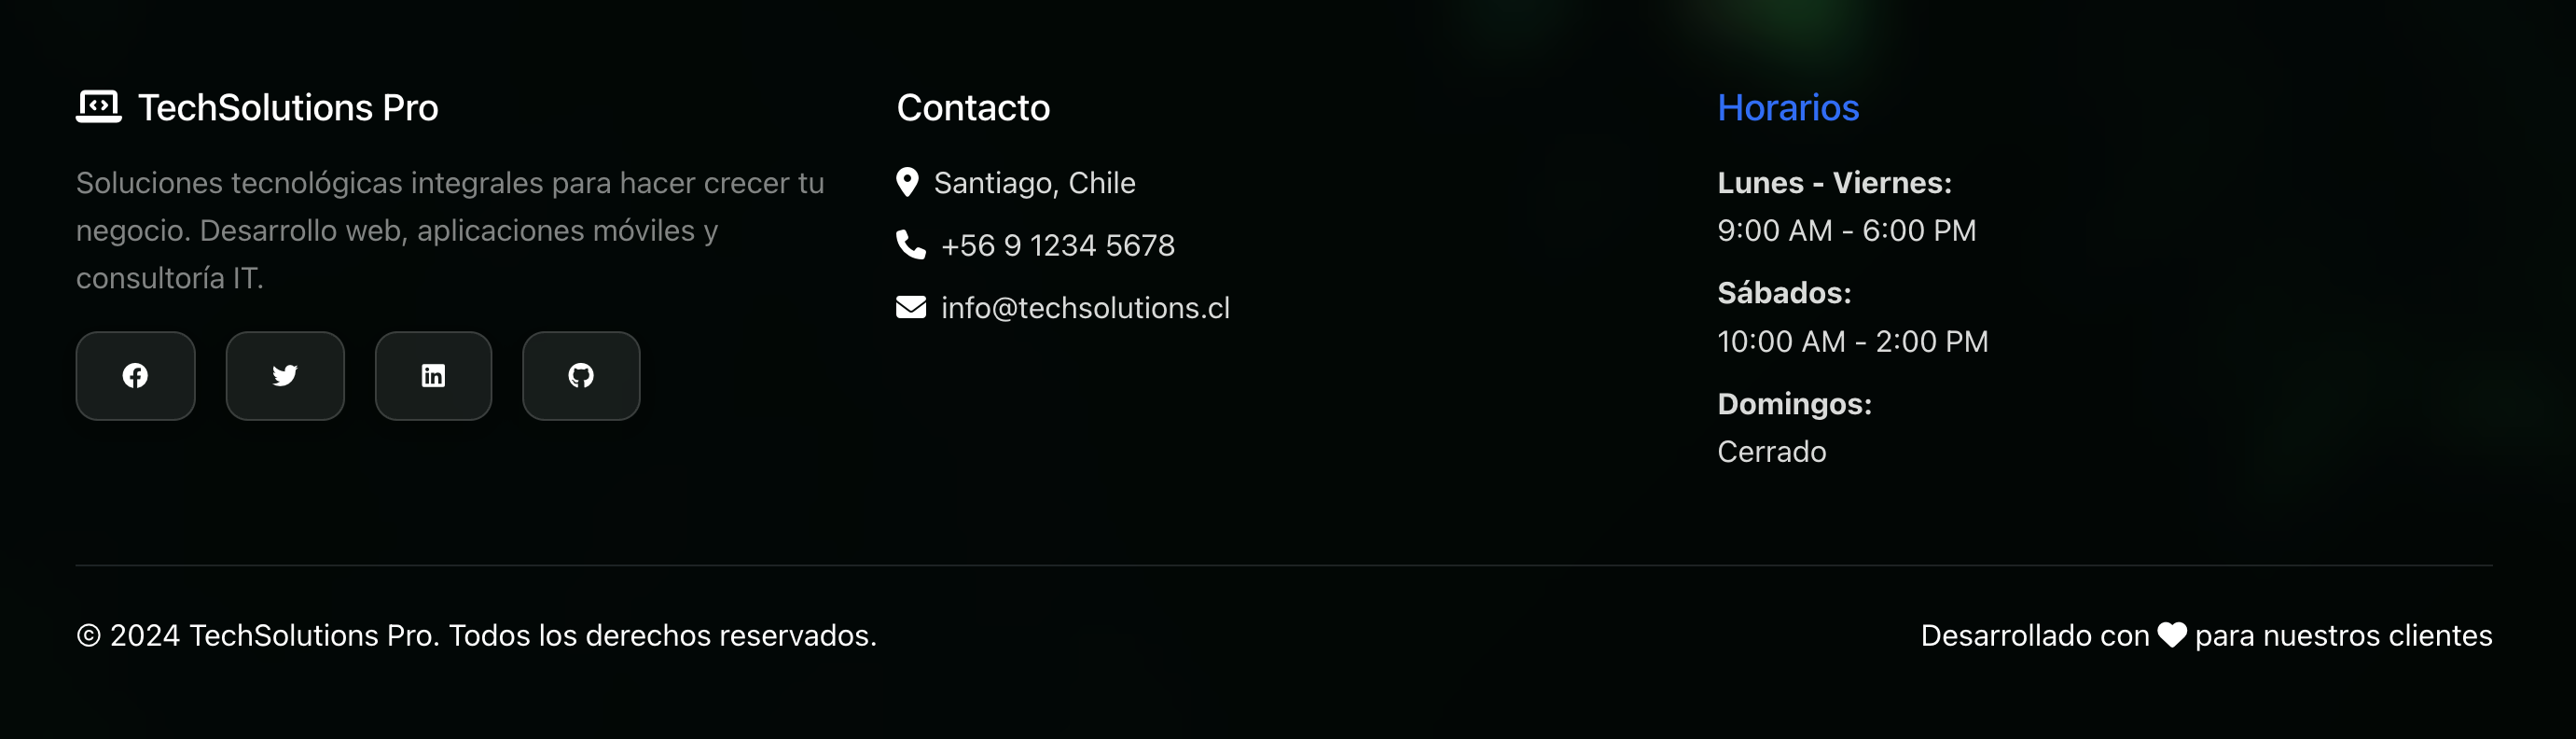 TechSolutions Pro
Soluciones tecnológicas integrales para hacer crecer tu
negocio. Desarrollo web, aplicaciones móviles y
consultoría IT.
Contacto
Santiago, Chile
+56 9 1234 5678
info@techsolutions.cl
Horarios
Lunes - Viernes:
9:00 AM - 6:00 PM
Sábados:
10:00 AM - 2:00 PM
Domingos:
Cerrado
© 2024 TechSolutions Pro. Todos los derechos reservados.
Desarrollado con ♥ para nuestros clientes